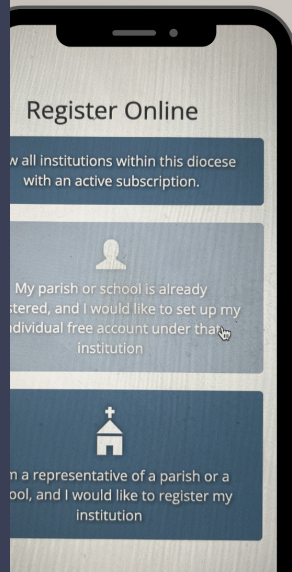 Register Online
w all institutions within this diocese
with an active subscription.
My parish or school is already
stered, and I would like to set up my
dividual free account under that
institution
m a representative of a parish or a
ool, and I would like to register my
institution